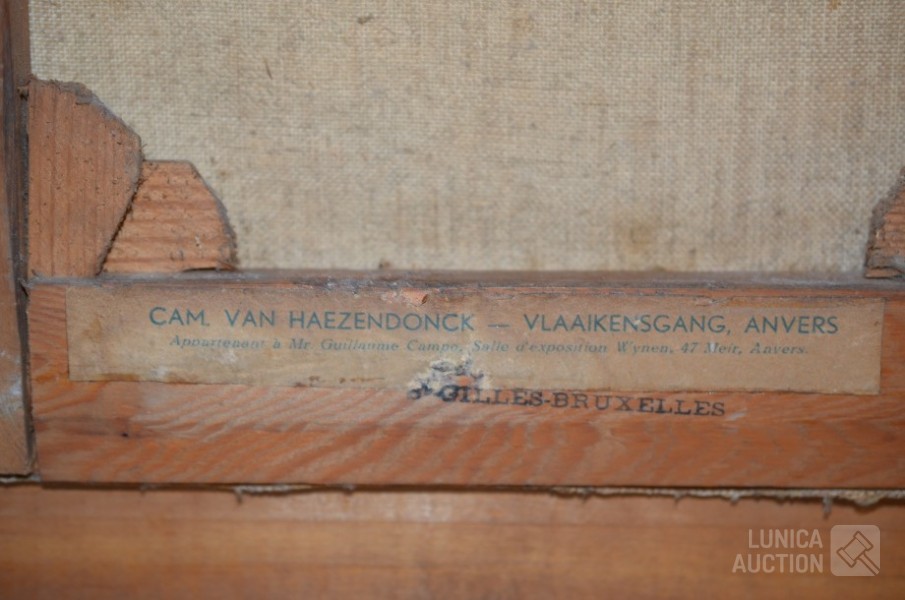 CAM. VAN HAEZENDONCK — VLAAIKENSGANG, ANVERS
Appartenant à Mr. Guillaume Campo, Salle d'exposition Wynen, 47 Meir, Anvers.
GILLES-BRUXELLES
LUNICA
AUCTION